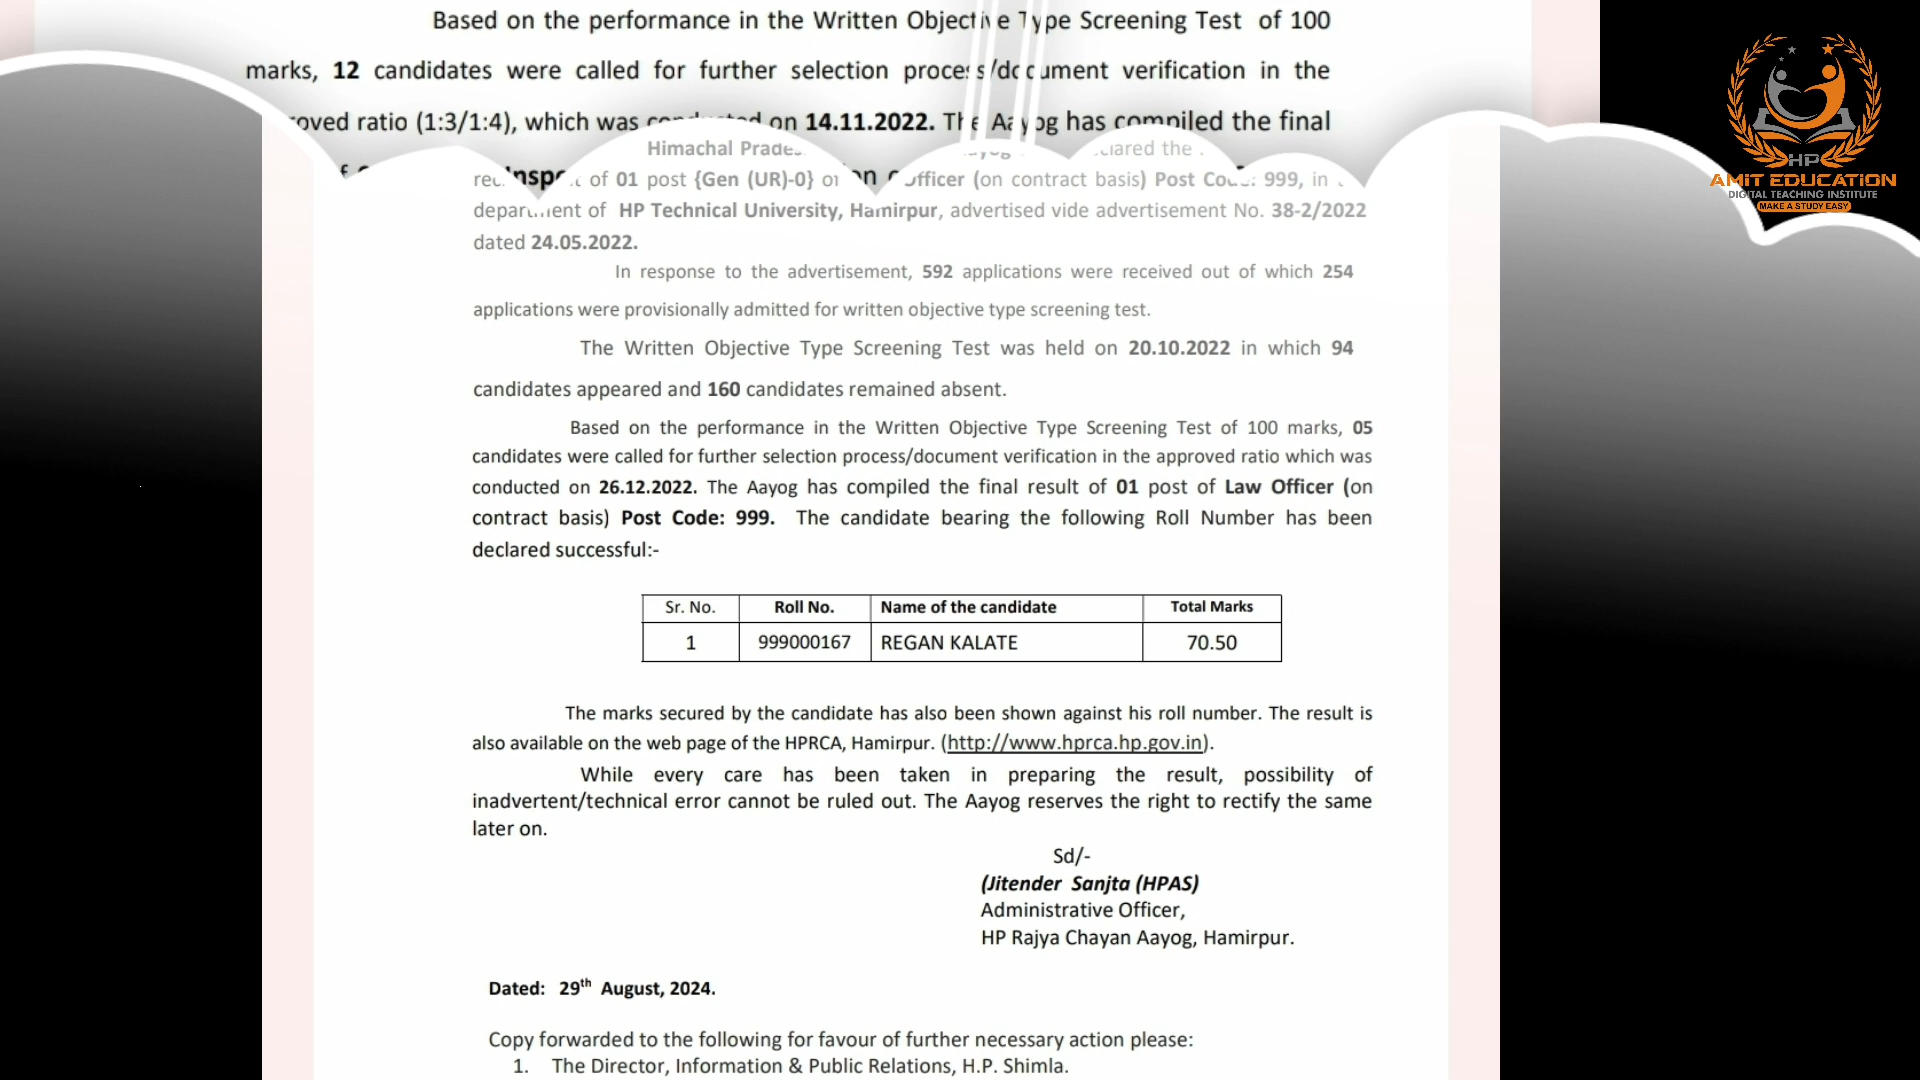 Based on the performance in the Written Objective Type Screening Test of 100
marks, 12 candidates were called for further selection process/document verification in the
oved ratio (1:3/1:4), which was conducted on 14.11.2022. The Aayog has compiled the final
Himachal Prades
of 01 post {Gen (UR)-0} of Officer (on contract basis) Post Code: 999, in
department of HP Technical University, Hamirpur, advertised vide advertisement No. 38-2/2022
dated 24.05.2022.
In response to the advertisement, 592 applications were received out of which 254
applications were provisionally admitted for written objective type screening test.
The Written Objective Type Screening Test was held on 20.10.2022 in which 94
candidates appeared and 160 candidates remained absent.
Based on the performance in the Written Objective Type Screening Test of 100 marks, 05
candidates were called for further selection process/document verification in the approved ratio which was
conducted on 26.12.2022. The Aayog has compiled the final result of 01 post of Law Officer (on
contract basis) Post Code: 999. The candidate bearing the following Roll Number has been
declared successful:-
Sr. No. Roll No. Name of the candidate Total Marks
1 999000167 REGAN KALATE 70.50
The marks secured by the candidate has also been shown against his roll number. The result is
also available on the web page of the HPRCA, Hamirpur. (http://www.hprca.hp.gov.in).
While every care has been taken in preparing the result, possibility of
inadvertent/technical error cannot be ruled out. The Aayog reserves the right to rectify the same
later on.
Sd/-
(Jitender Sanjta (HPAS)
Administrative Officer,
HP Rajya Chayan Aayog, Hamirpur.
Dated: 29th August, 2024.
Copy forwarded to the following for favour of further necessary action please:
1. The Director, Information & Public Relations, H.P. Shimla.
HP
AMIT EDUCATION
DIGITAL TEACHING INSTITUTE
MAKE A STUDY EASY